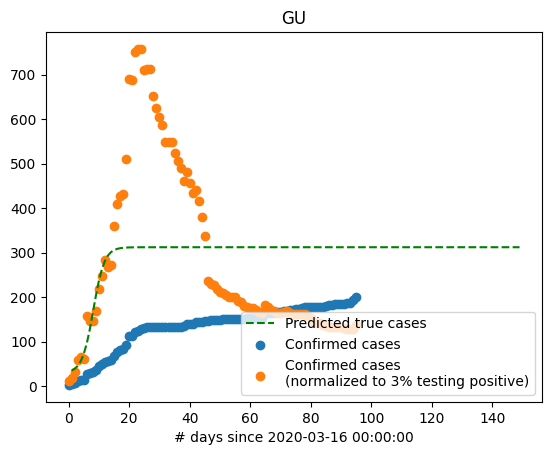 GU
700
600
500
400
300
200
100
0
Predicted true cases
Confirmed cases
Confirmed cases
(normalized to 3% testing positive)
0 20 40 60 80 100 120 140
# days since 2020-03-16 00:00:00